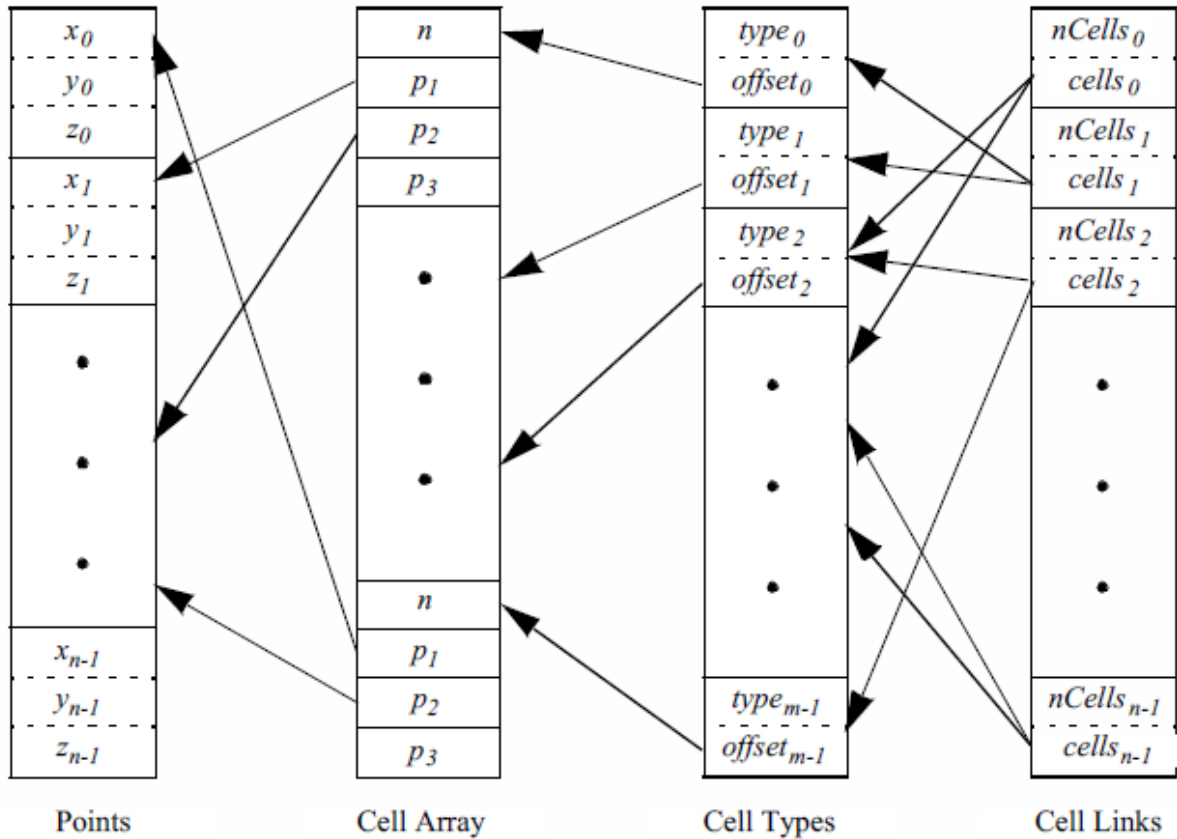 x0 n type0 nCells0
y0 p1 offset0 cells0
z0 p2 type1 nCells1
x1 p3 offset1 cells1
y1 type2 nCells2
z1 offset2 cells2
n
xn-1 p1
yn-1 p2 typem-1 nCellsn-1
zn-1 p3 offsetm-1 cellsn-1
Points Cell Array Cell Types Cell Links